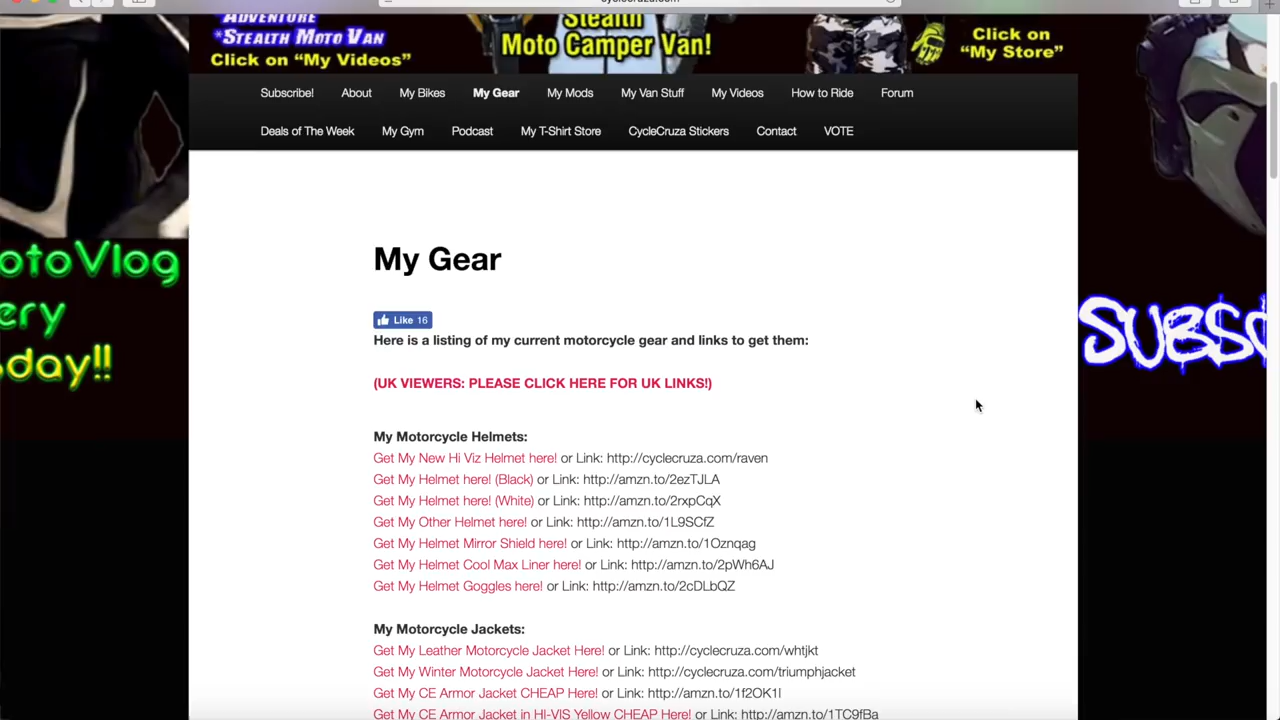 cyclecruza.com
ADVENTURE
*STEALTH MOTO VAN
Click on "My Videos"
Stealth
Moto Camper Van!
Click on
"My Store"
Subscribe! About My Bikes My Gear My Mods My Van Stuff My Videos How to Ride Forum
Deals of The Week My Gym Podcast My T-Shirt Store CycleCruza Stickers Contact VOTE
otoVlog
ery
day!!
My Gear
Like 16
Here is a listing of my current motorcycle gear and links to get them:
(UK VIEWERS: PLEASE CLICK HERE FOR UK LINKS!)
My Motorcycle Helmets:
Get My New Hi Viz Helmet here! or Link: http://cyclecruza.com/raven
Get My Helmet here! (Black) or Link: http://amzn.to/2ezTJLA
Get My Helmet here! (White) or Link: http://amzn.to/2rxpCqX
Get My Other Helmet here! or Link: http://amzn.to/1L9SCfZ
Get My Helmet Mirror Shield here! or Link: http://amzn.to/1Oznqag
Get My Helmet Cool Max Liner here! or Link: http://amzn.to/2pWh6AJ
Get My Helmet Goggles here! or Link: http://amzn.to/2cDLbQZ
My Motorcycle Jackets:
Get My Leather Motorcycle Jacket Here! or Link: http://cyclecruza.com/whtjkt
Get My Winter Motorcycle Jacket Here! or Link: http://cyclecruza.com/triumphjacket
Get My CE Armor Jacket CHEAP Here! or Link: http://amzn.to/1f2OK1l
Get My CE Armor Jacket in HI-VIS Yellow CHEAP Here! or Link: http://amzn.to/1TC9fBa
SUBSC